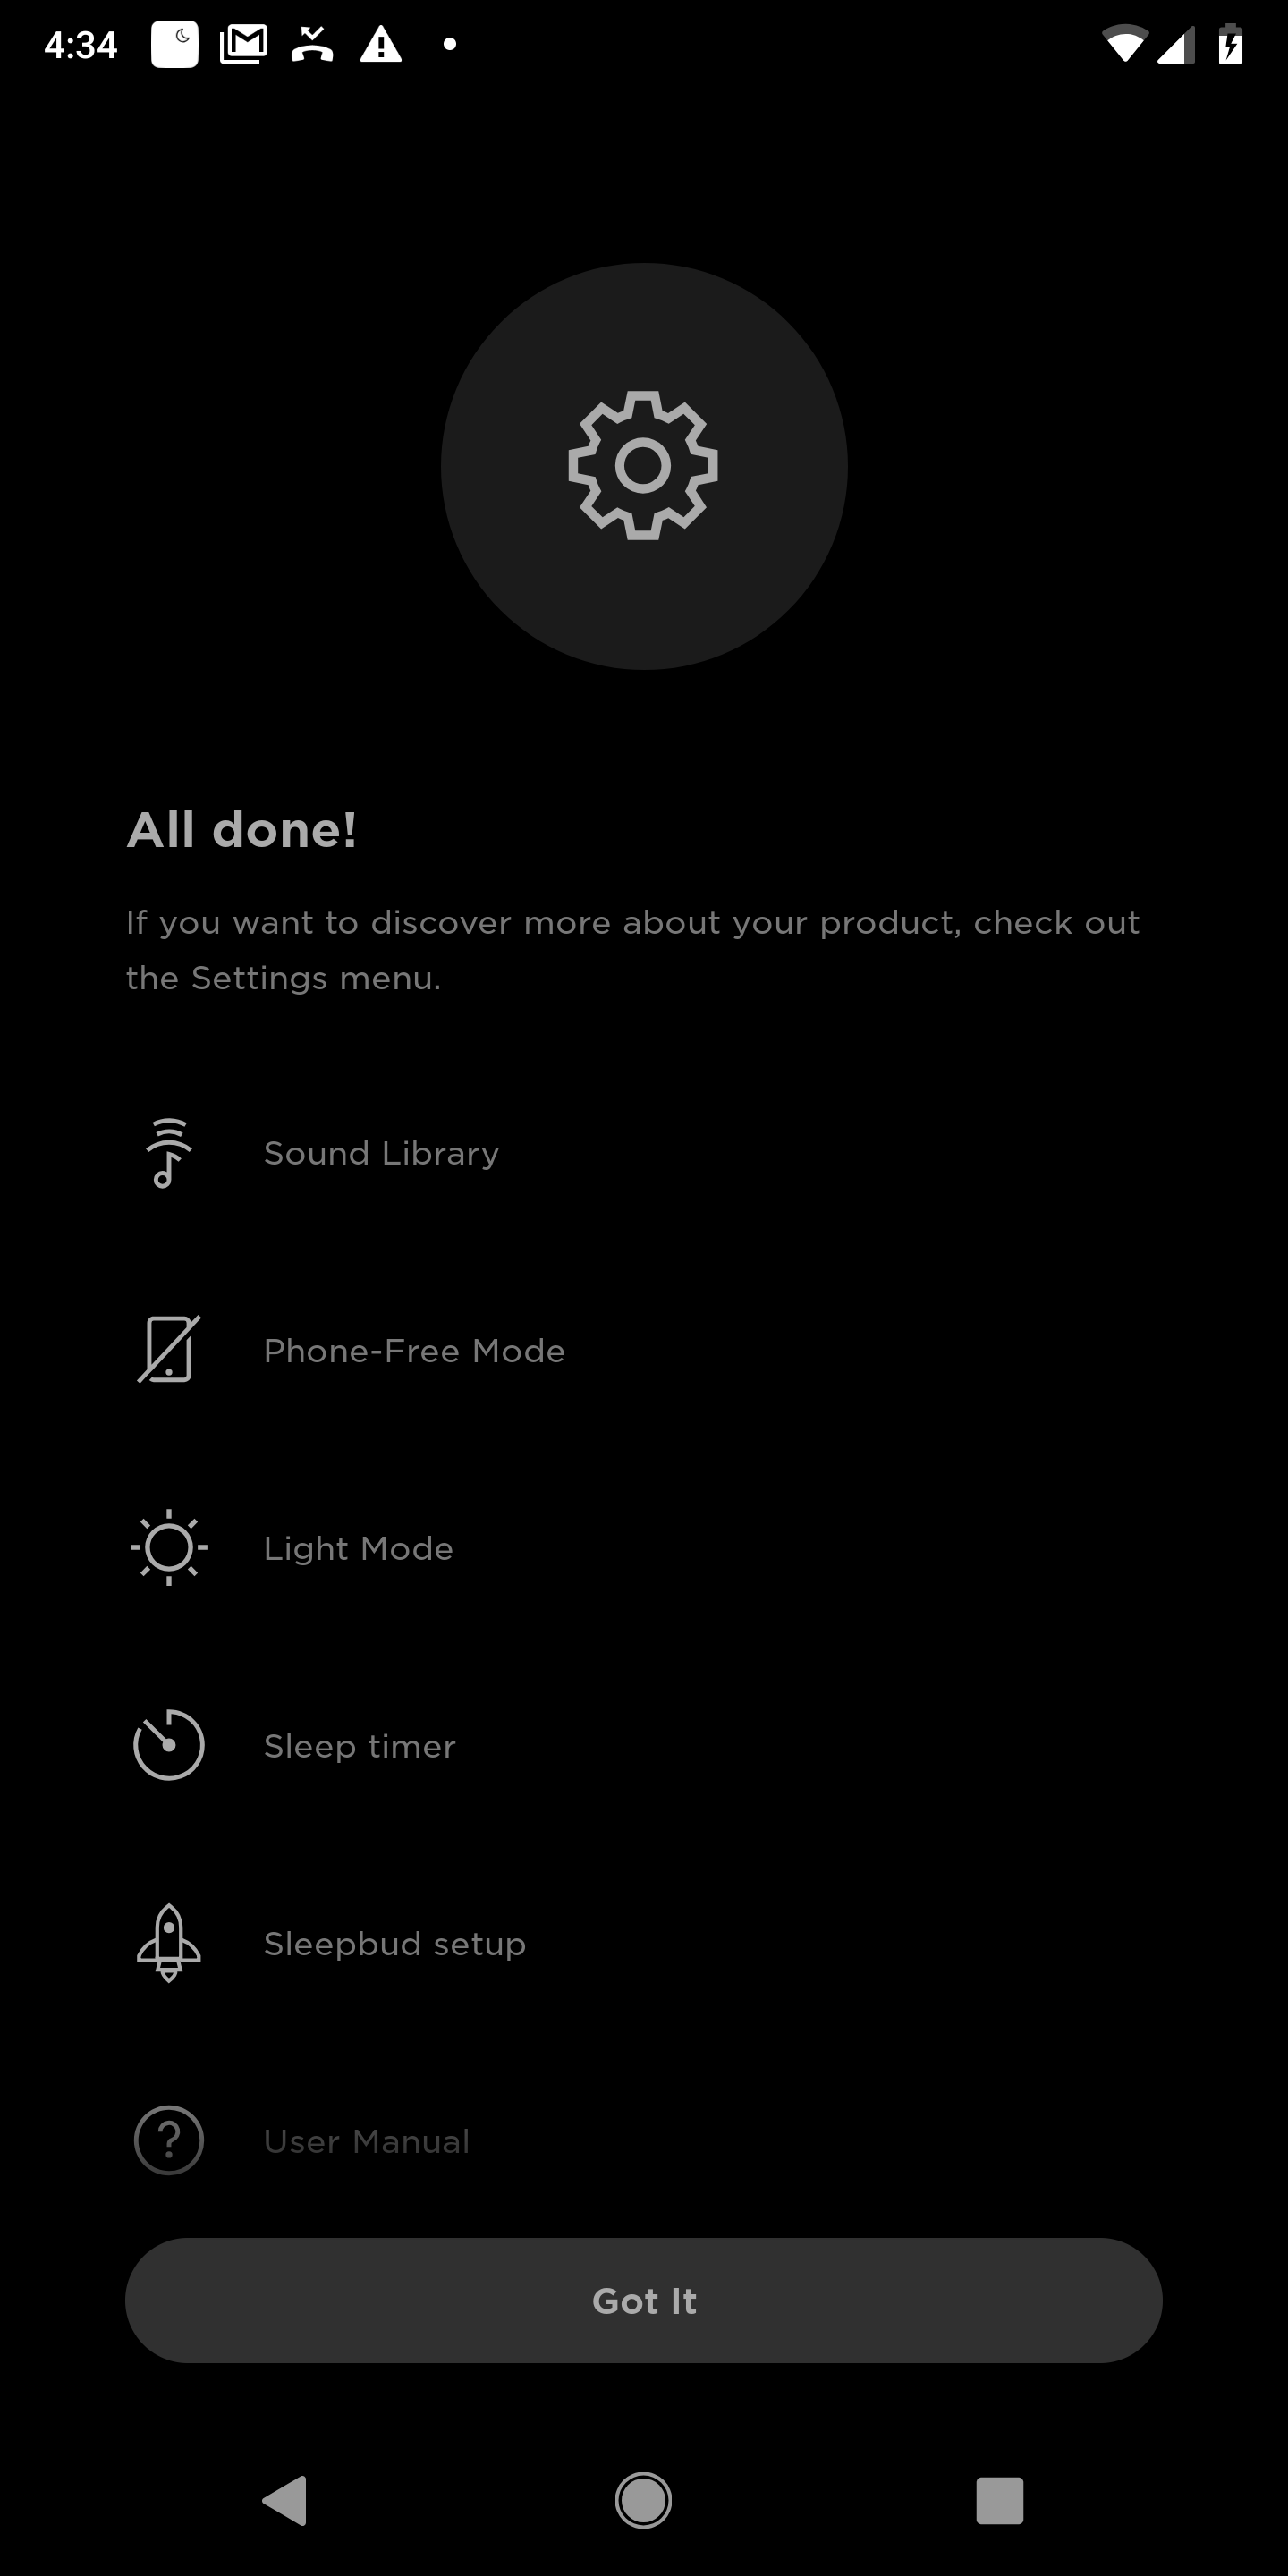 4:34
All done!
If you want to discover more about your product, check out
the Settings menu.
Sound Library
Phone-Free Mode
Light Mode
Sleep timer
Sleepbud setup
User Manual
Got It